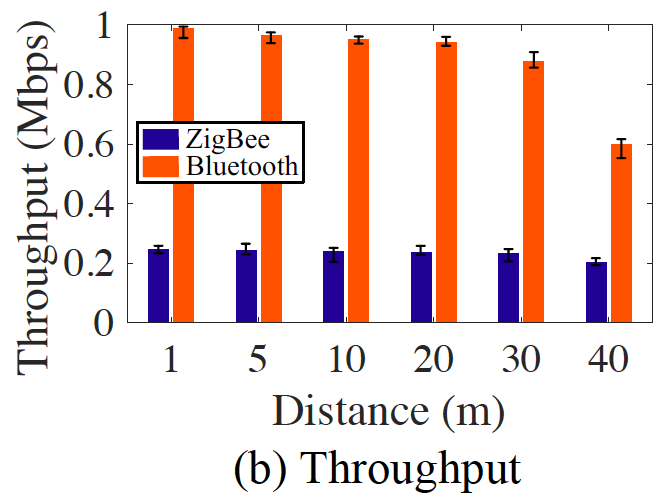 Throughput (Mbps)
1
0.8
0.6
0.4
0.2
0
ZigBee
Bluetooth
1 5 10 20 30 40
Distance (m)
(b) Throughput